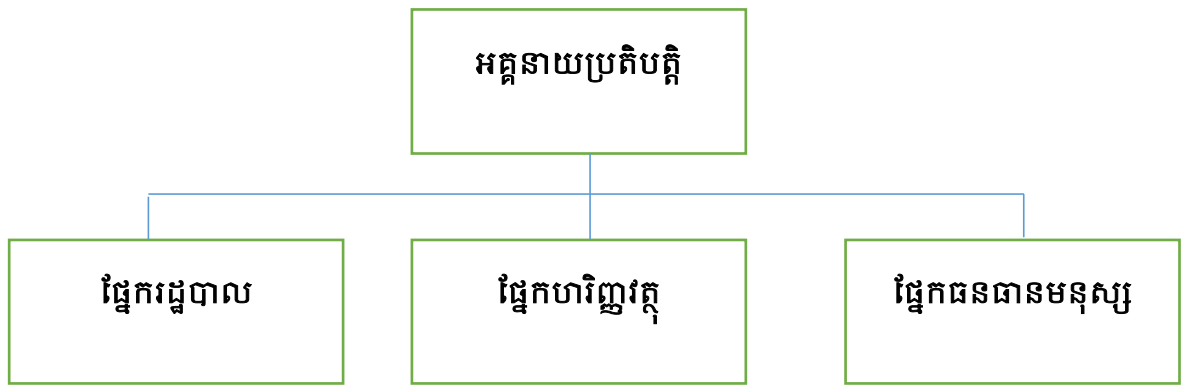 អគ្គនាយប្រតិបត្តិ
ផ្នែករដ្ឋបាល
ផ្នែកហិរិញ្ញវត្ថុ
ផ្នែកធនធានមនុស្ស